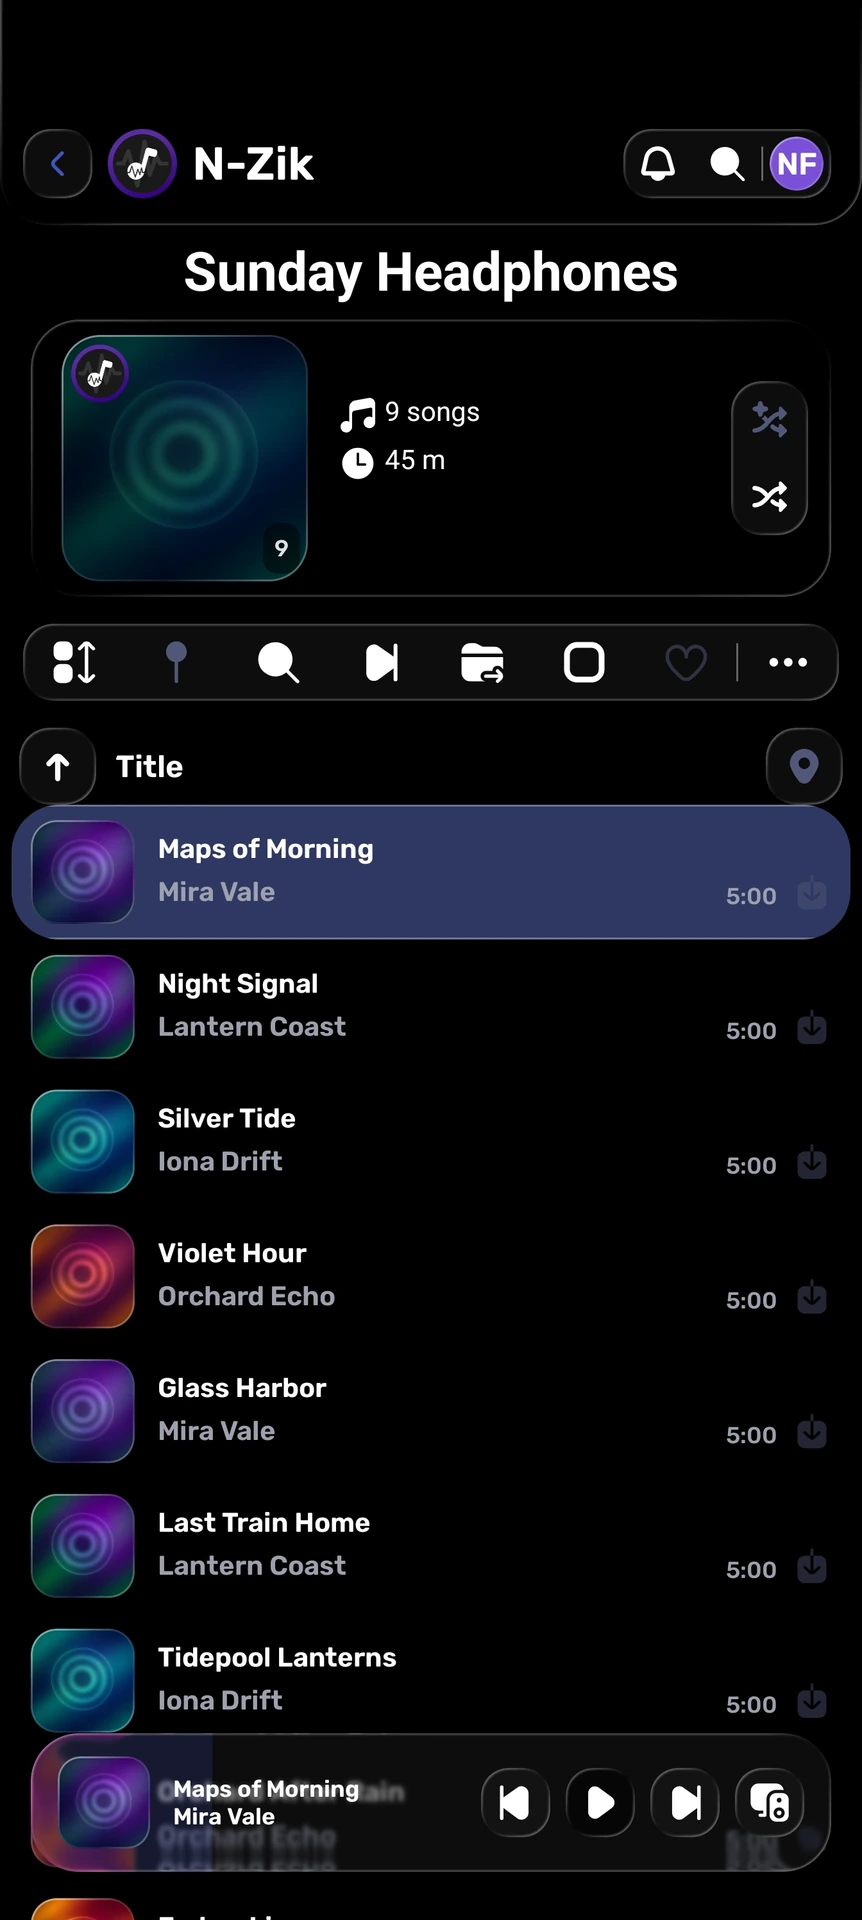 N-Zik
NF
Sunday Headphones
9 songs
45 m
9
Title
Maps of Morning
Mira Vale
5:00
Night Signal
Lantern Coast
5:00
Silver Tide
Iona Drift
5:00
Violet Hour
Orchard Echo
5:00
Glass Harbor
Mira Vale
5:00
Last Train Home
Lantern Coast
5:00
Tidepool Lanterns
Iona Drift
5:00
Maps of Morning
Mira Vale
Orchard Echo